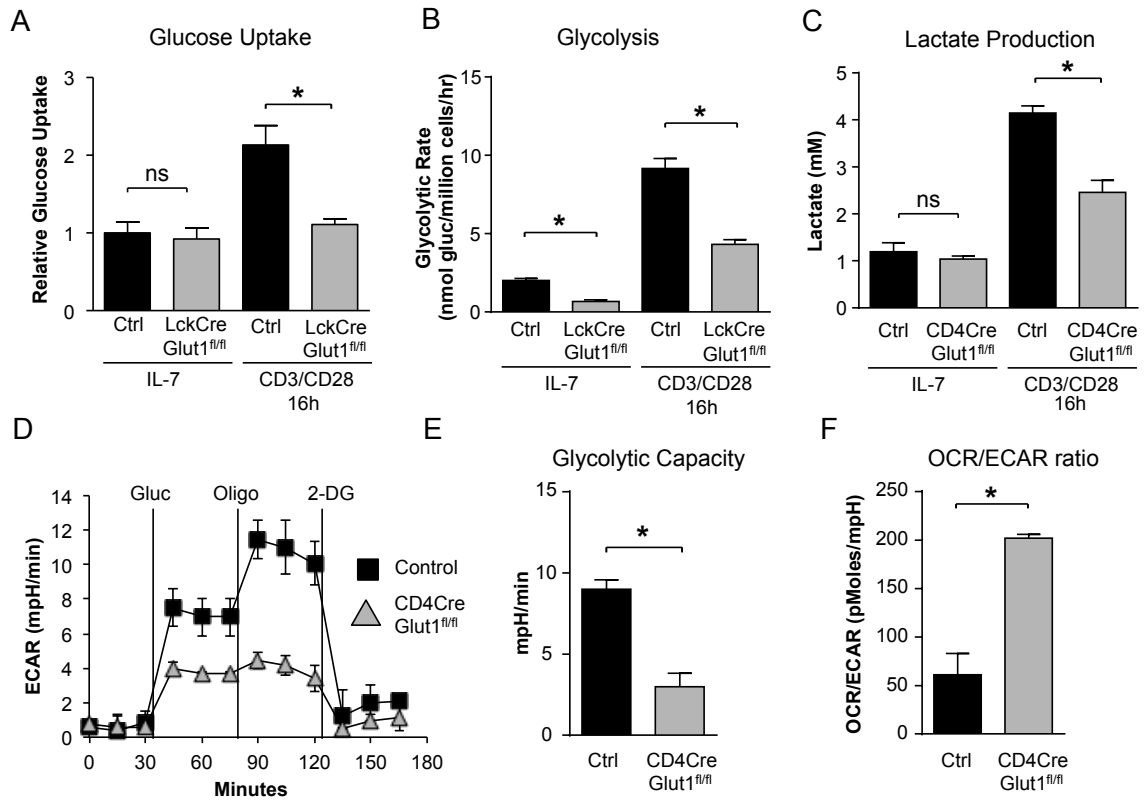 A
Glucose Uptake
Relative Glucose Uptake
3
2
1
0
ns
*
Ctrl
LckCre
Glut1fl/fl
Ctrl
LckCre
Glut1fl/fl
IL-7
CD3/CD28
16h
B
Glycolysis
Glycolytic Rate
(nmol gluc/million cells/hr)
15
10
5
0
*
*
Ctrl
LckCre
Glut1fl/fl
Ctrl
LckCre
Glut1fl/fl
IL-7
CD3/CD28
16h
C
Lactate Production
Lactate (mM)
5
4
3
2
1
0
ns
*
Ctrl
CD4Cre
Glut1fl/fl
Ctrl
CD4Cre
Glut1fl/fl
IL-7
CD3/CD28
16h
D
Gluc
Oligo
2-DG
ECAR (mpH/min)
14
12
10
8
6
4
2
0
0
30
60
90
120
150
180
Minutes
Control
CD4Cre
Glut1fl/fl
E
Glycolytic Capacity
mpH/min
15
10
5
0
*
Ctrl
CD4Cre
Glut1fl/fl
F
OCR/ECAR ratio
OCR/ECAR (pMoles/mpH)
250
200
150
100
50
0
*
Ctrl
CD4Cre
Glut1fl/fl